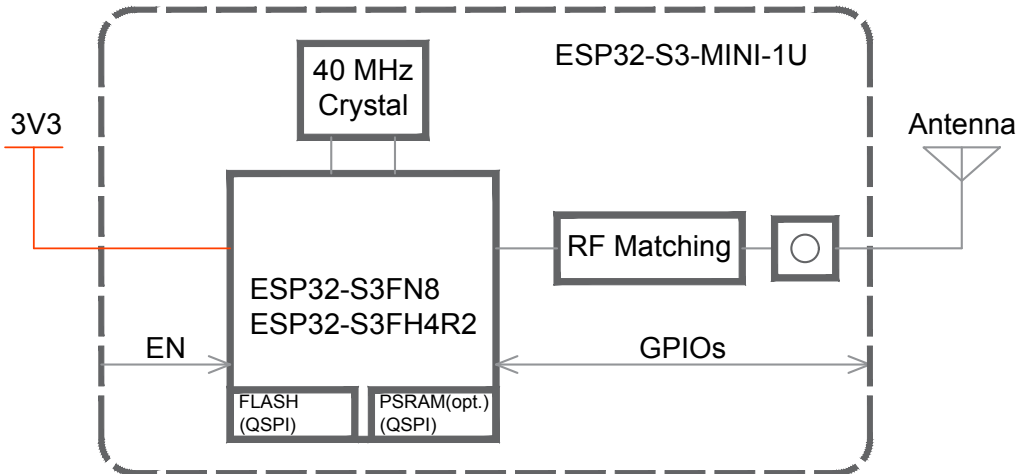 ESP32-S3-MINI-1U
40 MHz
Crystal
3V3
Antenna
RF Matching
ESP32-S3FN8
ESP32-S3FH4R2
EN
GPIOs
FLASH
(QSPI)
PSRAM(opt.)
(QSPI)